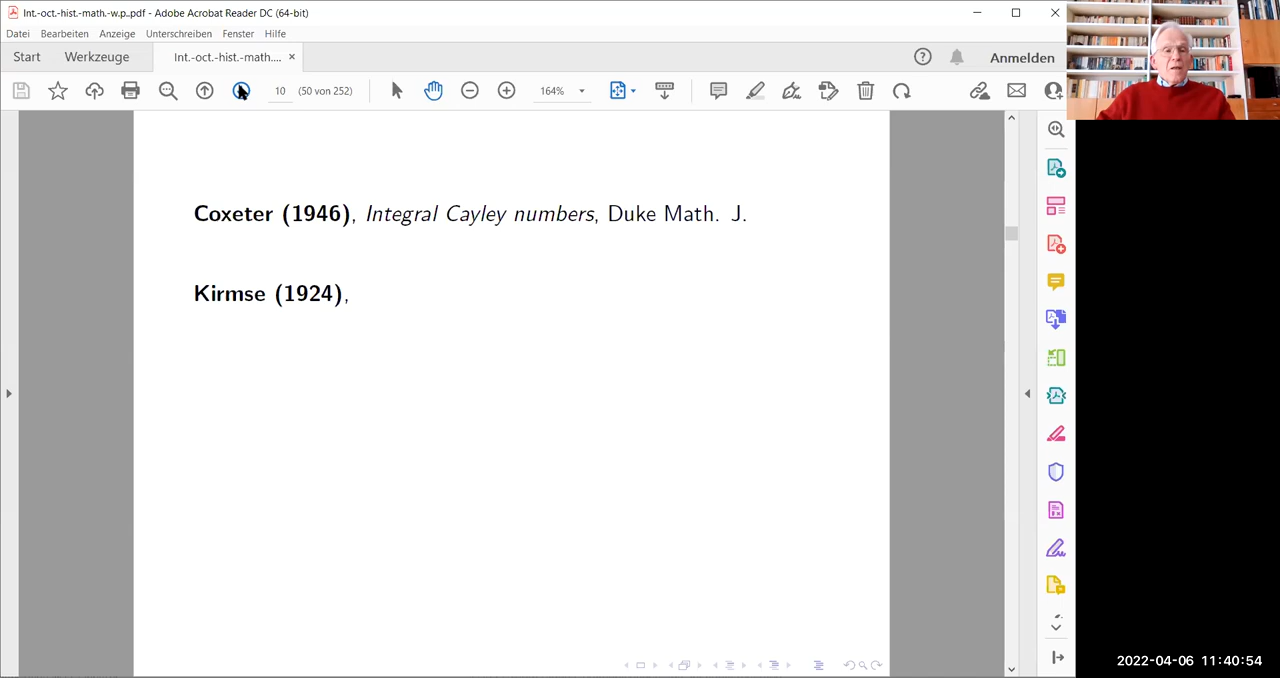 Int.-oct.-hist.-math.-w.p..pdf - Adobe Acrobat Reader DC (64-bit)
Datei Bearbeiten Anzeige Unterschreiben Fenster Hilfe
Start Werkzeuge Int.-oct.-hist.-math.... × Anmelden
10 (50 von 252) 164%
Coxeter (1946), Integral Cayley numbers, Duke Math. J.
Kirmse (1924),
2022-04-06 11:40:54